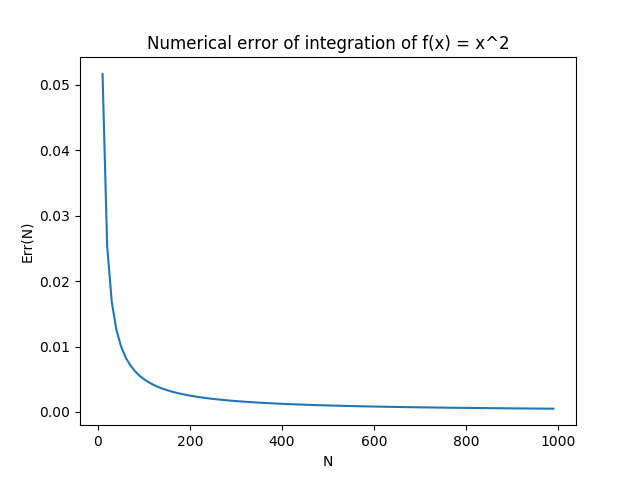 Numerical error of integration of f(x) = x^2
0.05
0.04
0.03
0.02
0.01
0.00
Err(N)
0 200 400 600 800 1000
N